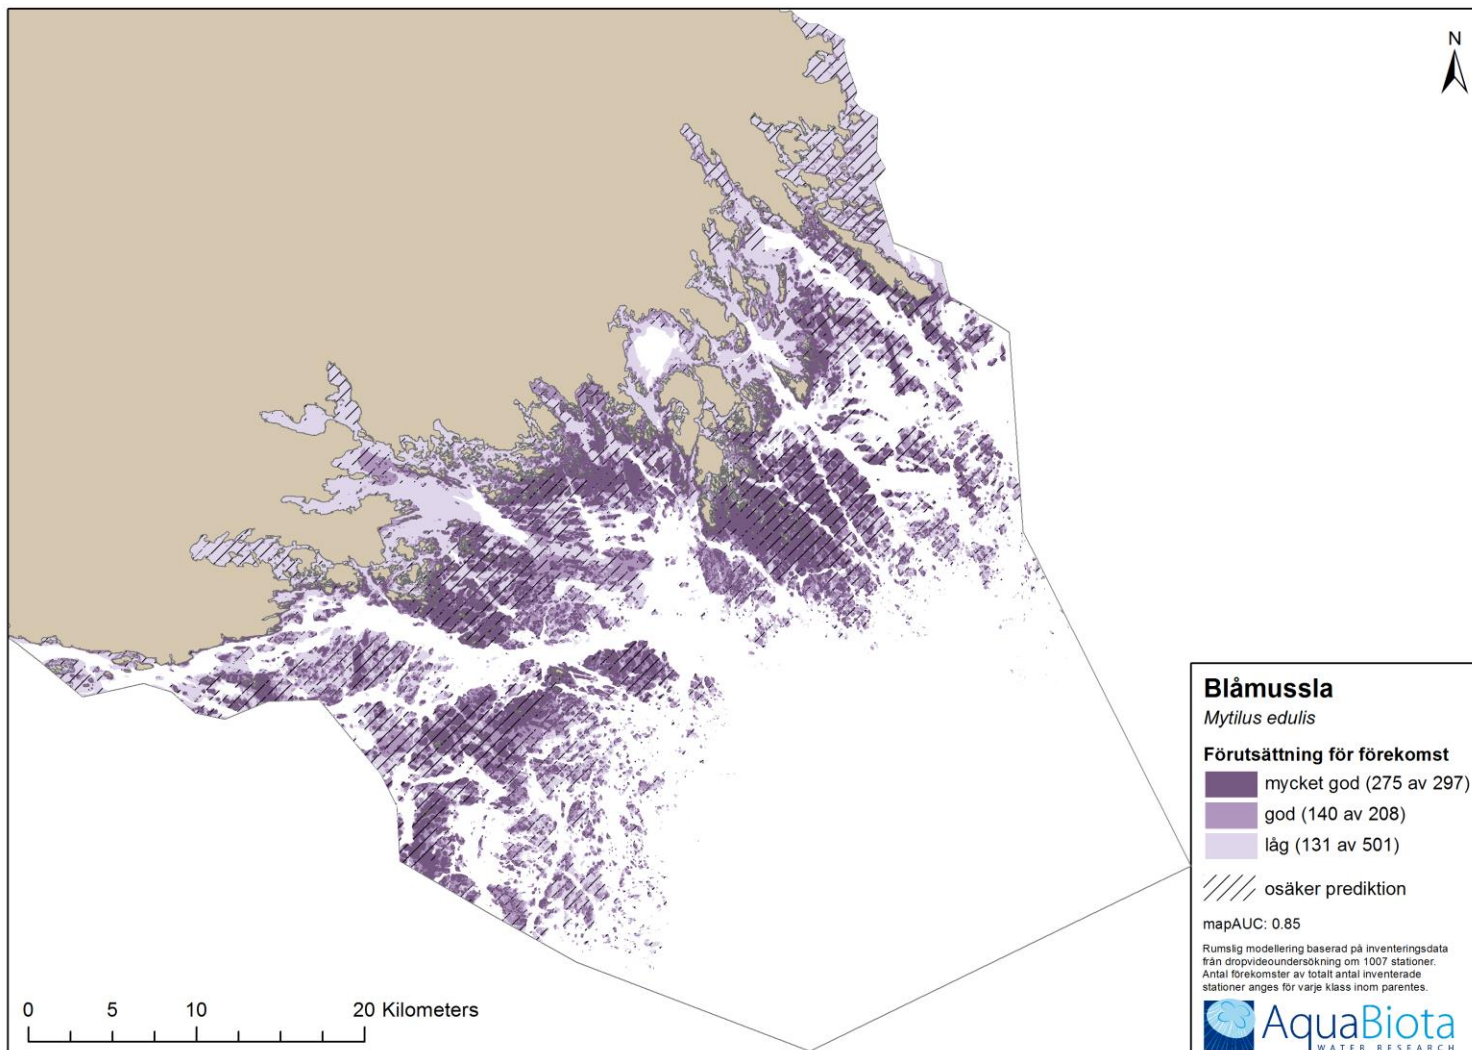 N
Blåmussla
Mytilus edulis
Förutsättning för förekomst
mycket god (275 av 297)
god (140 av 208)
låg (131 av 501)
osäker prediktion
mapAUC: 0.85
Rumslig modellering baserad på inventeringsdata
från dropvideoundersökning om 1007 stationer.
Antal förekomster av totalt antal inventerade
stationer anges för varje klass inom parentes.
AquaBiota
WATER RESEARCH
0 5 10 20 Kilometers